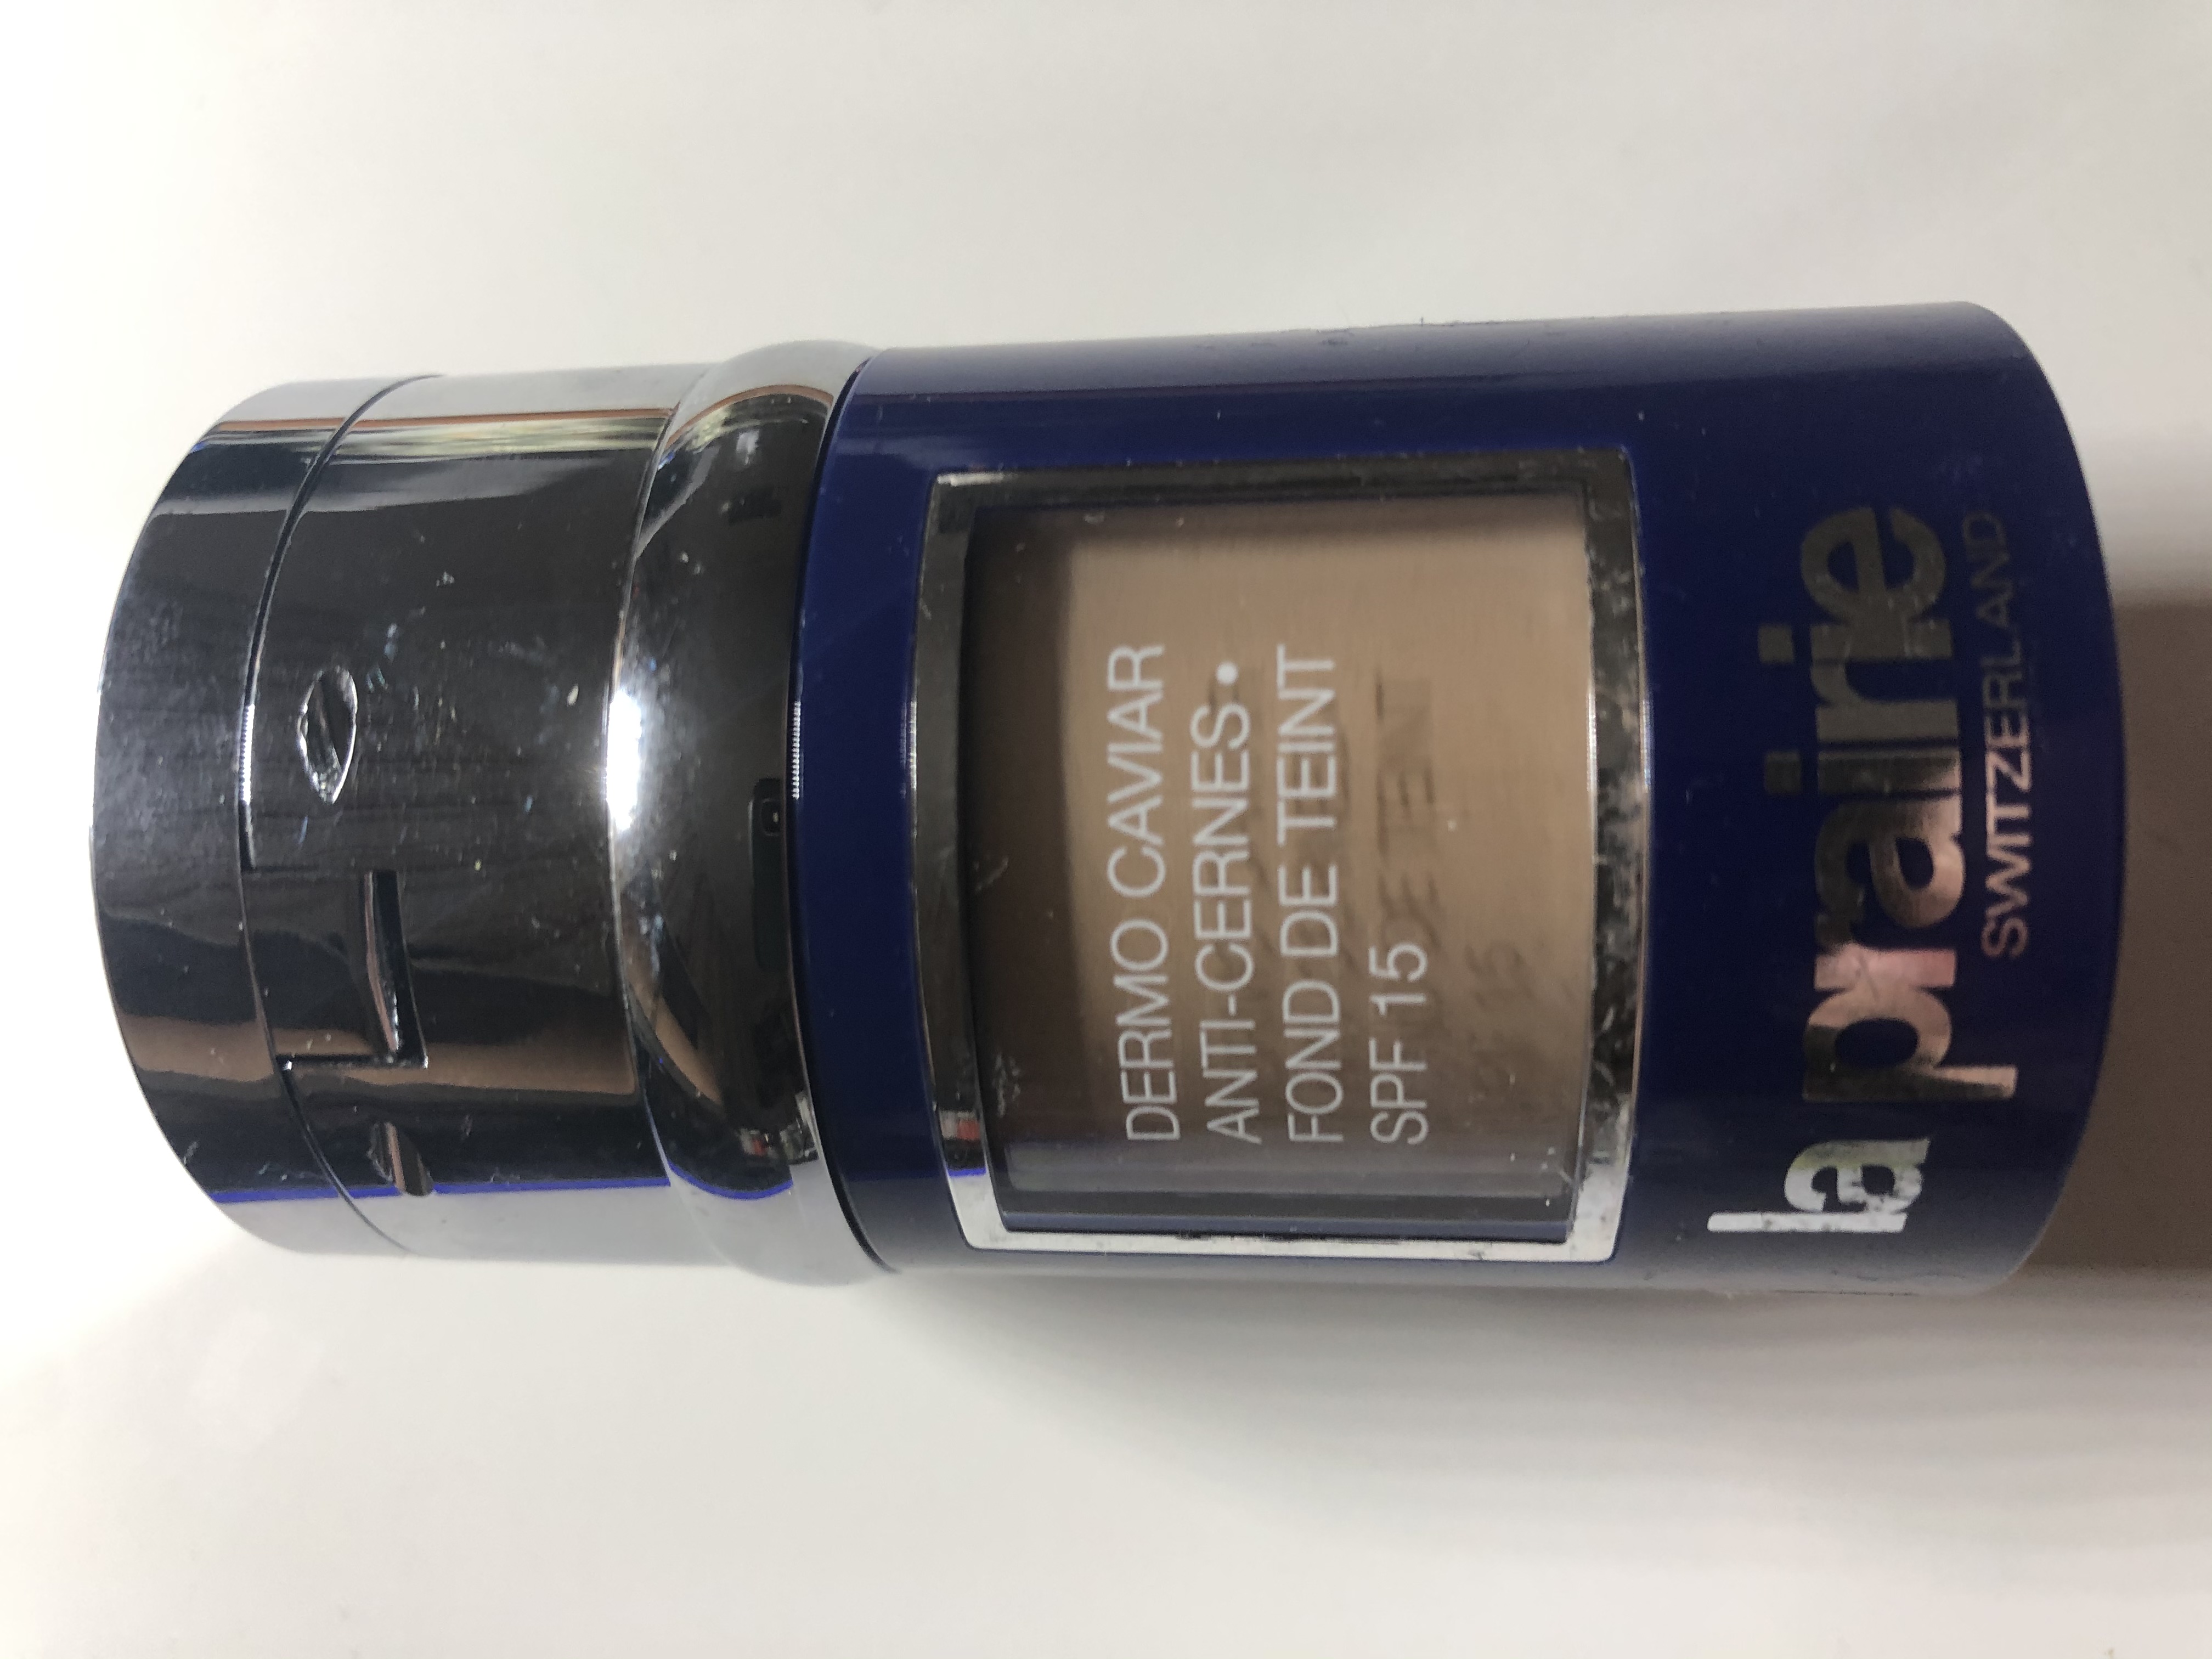 DERMO CAVIAR
ANTI-CERNES•
FOND DE TEINT
SPF 15
la prairie
SWITZERLAND